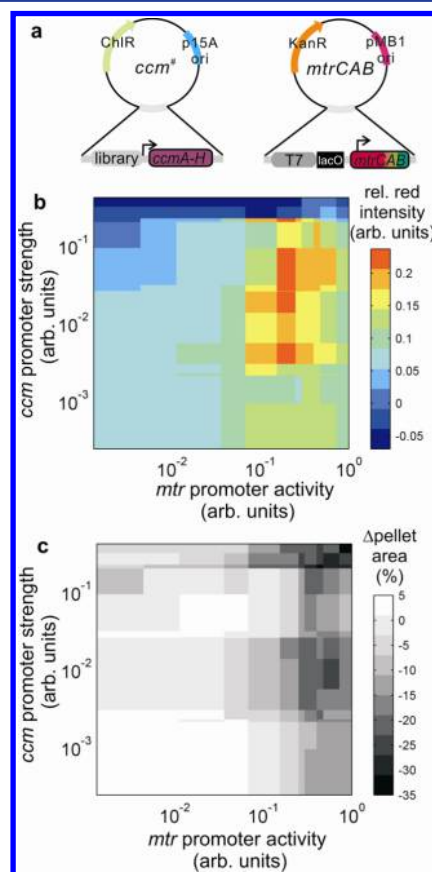 a
ChlR
p15A
ori
ccm#
KanR
pMB1
ori
mtrCAB
library
ccmA-H
T7
lacO
mtrCAB
b
rel. red
intensity
(arb. units)
ccm promoter strength
(arb. units)
10⁻¹
10⁻²
10⁻³
0.2
0.15
0.1
0.05
0
-0.05
10⁻²
10⁻¹
10⁰
mtr promoter activity
(arb. units)
c
Δpellet
area
(%)
ccm promoter strength
(arb. units)
10⁻¹
10⁻²
10⁻³
5
0
-5
-10
-15
-20
-25
-30
-35
10⁻²
10⁻¹
10⁰
mtr promoter activity
(arb. units)